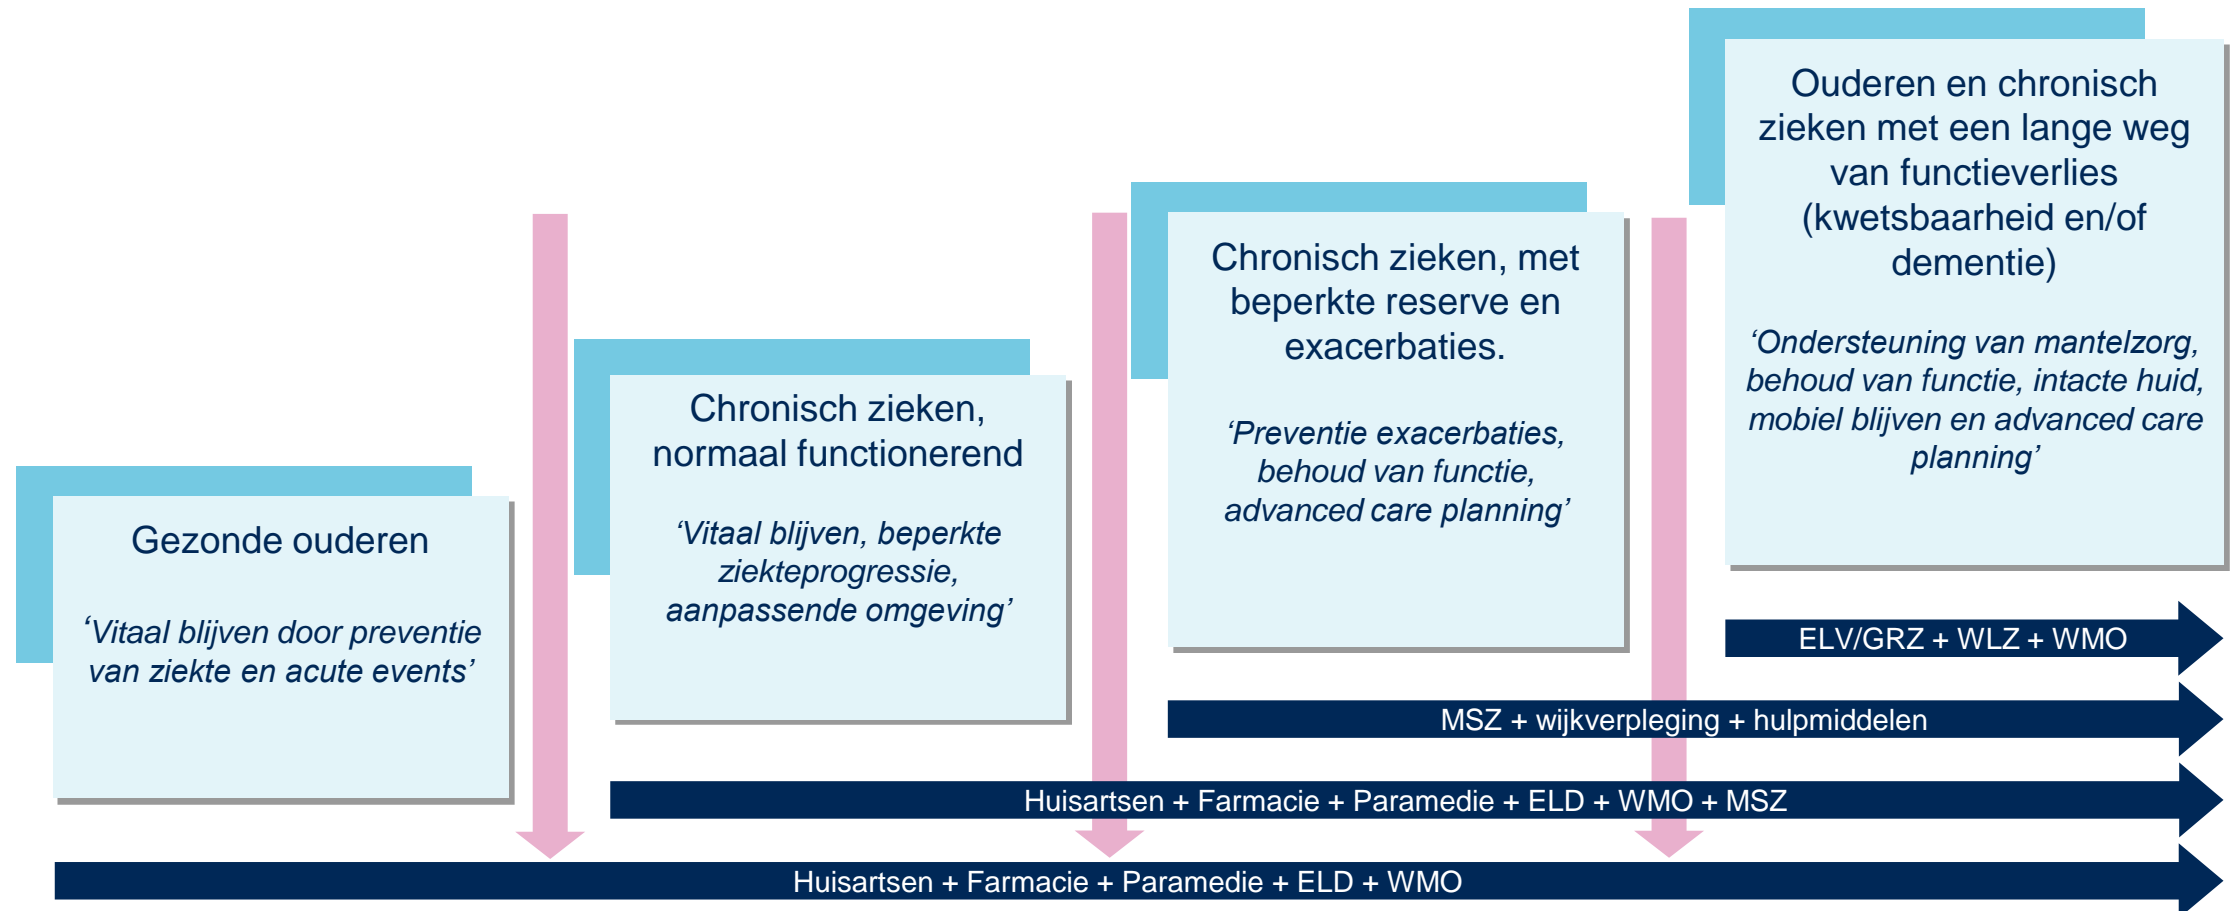 Gezonde ouderen
‘Vitaal blijven door preventie
van ziekte en acute events’
Chronisch zieken,
normaal functionerend
‘Vitaal blijven, beperkte
ziekteprogressie,
aanpassende omgeving’
Chronisch zieken, met
beperkte reserve en
exacerbaties.
‘Preventie exacerbaties,
behoud van functie,
advanced care planning’
Ouderen en chronisch
zieken met een lange weg
van functieverlies
(kwetsbaarheid en/of
dementie)
‘Ondersteuning van mantelzorg,
behoud van functie, intacte huid,
mobiel blijven en advanced care
planning’
ELV/GRZ + WLZ + WMO
MSZ + wijkverpleging + hulpmiddelen
Huisartsen + Farmacie + Paramedie + ELD + WMO + MSZ
Huisartsen + Farmacie + Paramedie + ELD + WMO